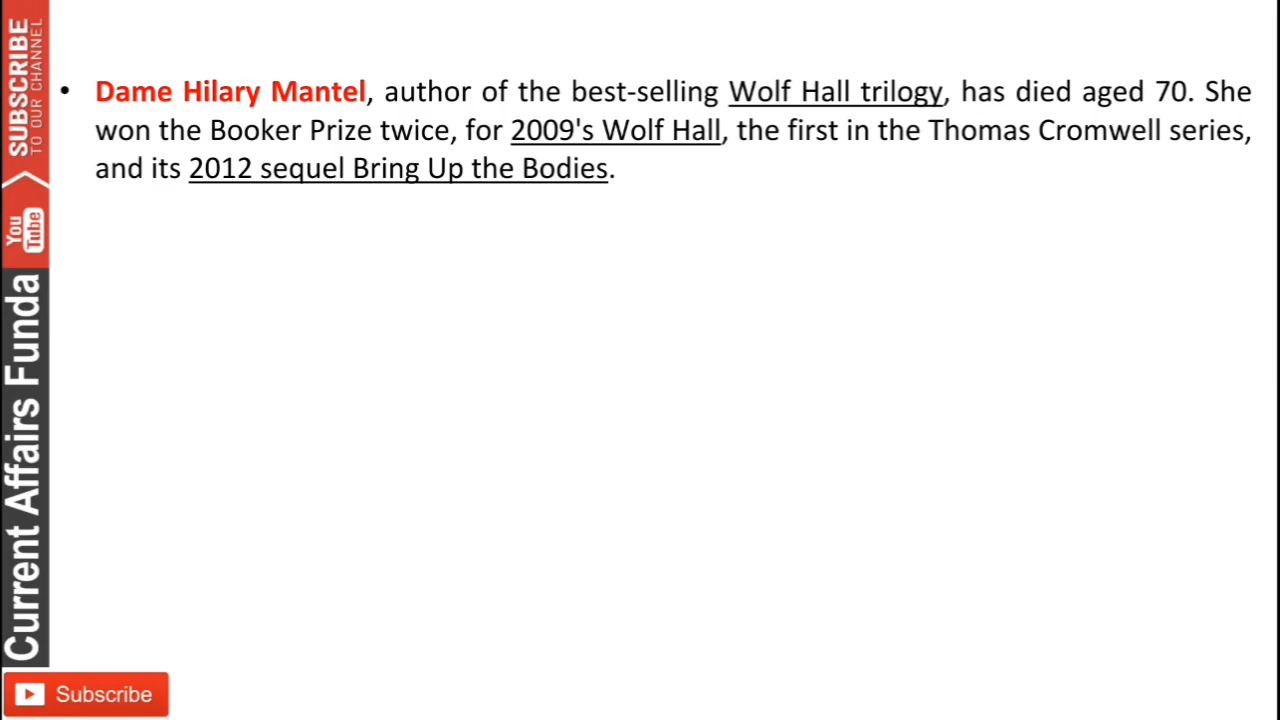 • Dame Hilary Mantel, author of the best-selling Wolf Hall trilogy, has died aged 70. She
won the Booker Prize twice, for 2009's Wolf Hall, the first in the Thomas Cromwell series,
and its 2012 sequel Bring Up the Bodies.
SUBSCRIBE
TO OUR CHANNEL
You
Tube
Current Affairs Funda
Subscribe